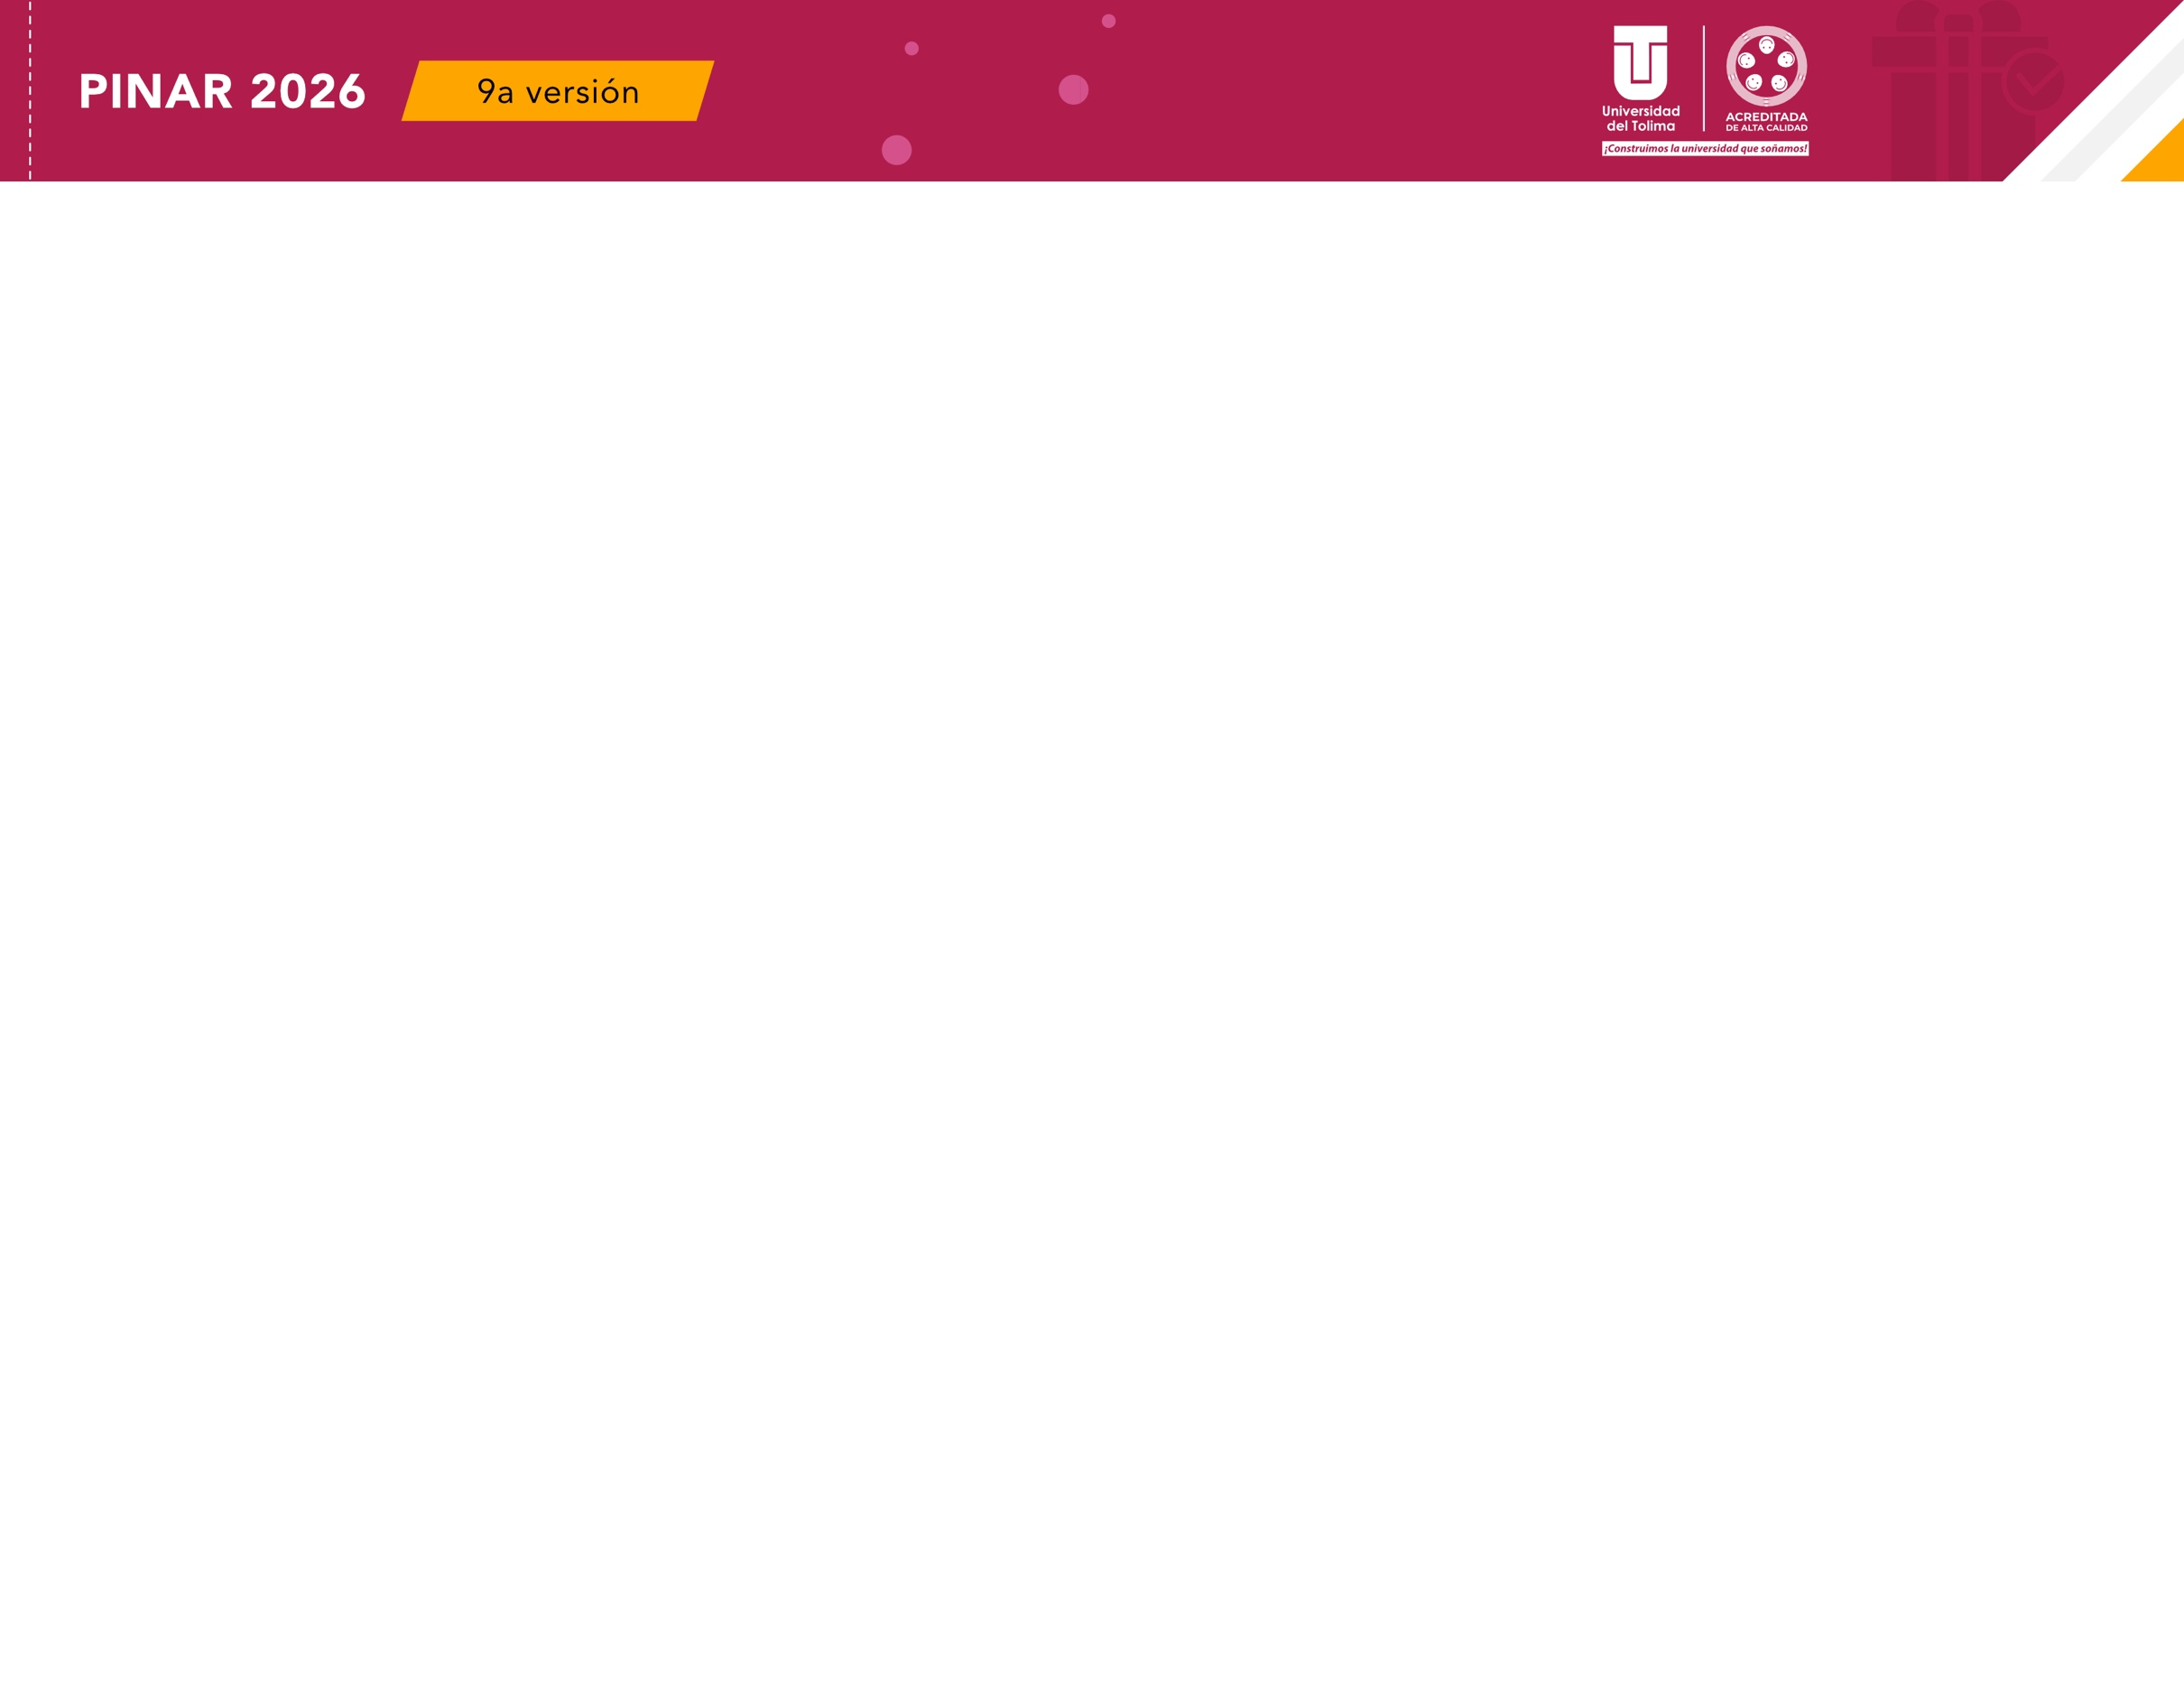 PINAR 2026
9a versión
Universidad
del Tolima
ACREDITADA
DE ALTA CALIDAD
¡Construimos la universidad que soñamos!